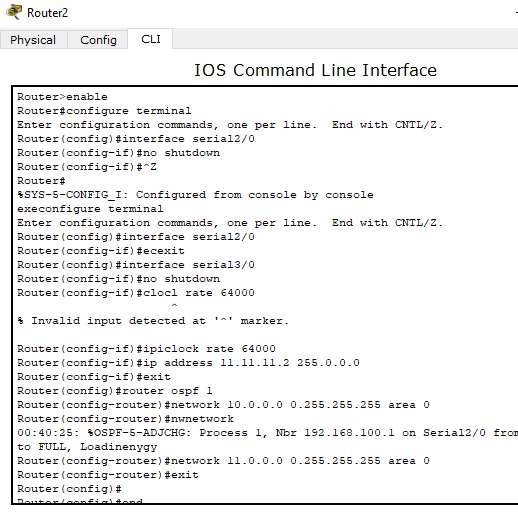 Router2
Physical Config CLI
IOS Command Line Interface
Router>enable
Router#configure terminal
Enter configuration commands, one per line.  End with CNTL/Z.
Router(config)#interface serial2/0
Router(config-if)#no shutdown
Router(config-if)#^Z
Router#
%SYS-5-CONFIG_I: Configured from console by console
execonfigure terminal
Enter configuration commands, one per line.  End with CNTL/Z.
Router(config)#interface serial2/0
Router(config-if)#ecexit
Router(config)#interface serial3/0
Router(config-if)#no shutdown
Router(config-if)#clocl rate 64000
^
% Invalid input detected at '^' marker.
Router(config-if)#ipiclock rate 64000
Router(config-if)#ip address 11.11.11.2 255.0.0.0
Router(config-if)#exit
Router(config)#router ospf 1
Router(config-router)#network 10.0.0.0 0.255.255.255 area 0
Router(config-router)#nwnetwork
00:40:25: %OSPF-5-ADJCHG: Process 1, Nbr 192.168.100.1 on Serial2/0 from
to FULL, Loadinenygy
Router(config-router)#network 11.0.0.0 0.255.255.255 area 0
Router(config-router)#exit
Router(config)#
Router(config)#end